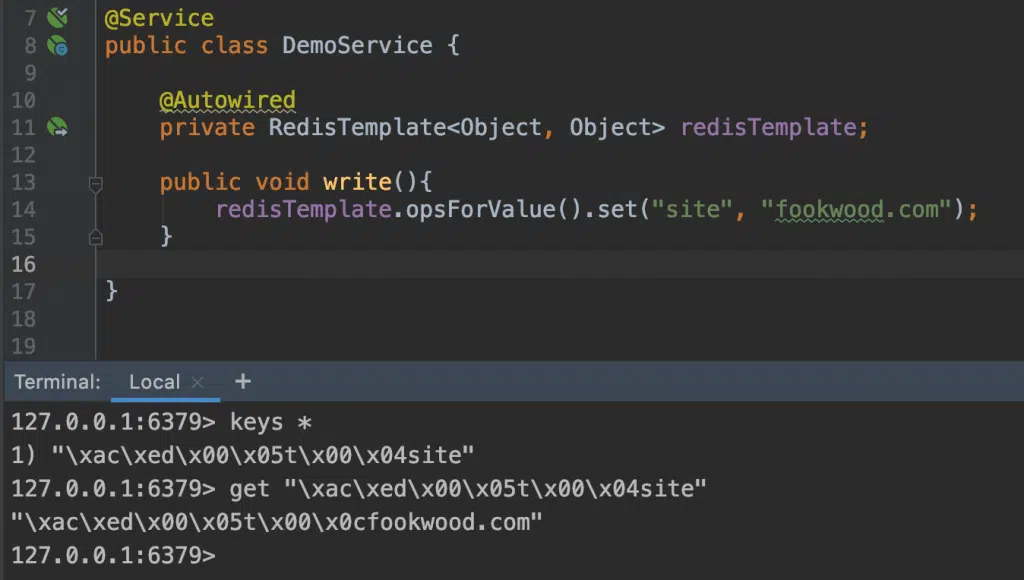 7 @Service
8 public class DemoService {
9
10 @Autowired
11 private RedisTemplate<Object, Object> redisTemplate;
12
13 public void write(){
14 redisTemplate.opsForValue().set("site", "fookwood.com");
15 }
16
17 }
18
19
Terminal: Local × +
127.0.0.1:6379> keys *
1) "\xac\xed\x00\x05t\x00\x04site"
127.0.0.1:6379> get "\xac\xed\x00\x05t\x00\x04site"
"\xac\xed\x00\x05t\x00\x0cfookwood.com"
127.0.0.1:6379>